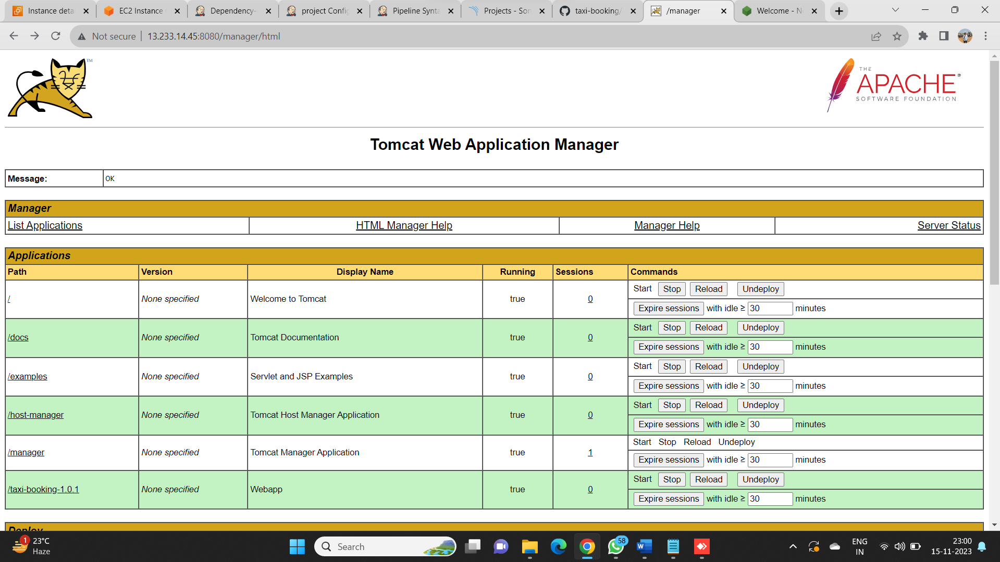 Instance deta
EC2 Instance
Dependency-
project Config
Pipeline Synta
Projects - Son
taxi-booking/
/manager
Welcome - N
Not secure | 13.233.14.45:8080/manager/html
TM
THE
APACHE®
SOFTWARE FOUNDATION
Tomcat Web Application Manager
Message: OK
Manager
List Applications HTML Manager Help Manager Help Server Status
Applications
Path Version Display Name Running Sessions Commands
/ None specified Welcome to Tomcat true 0
Start Stop Reload Undeploy
Expire sessions with idle ≥ 30 minutes
/docs None specified Tomcat Documentation true 0
Start Stop Reload Undeploy
Expire sessions with idle ≥ 30 minutes
/examples None specified Servlet and JSP Examples true 0
Start Stop Reload Undeploy
Expire sessions with idle ≥ 30 minutes
/host-manager None specified Tomcat Host Manager Application true 0
Start Stop Reload Undeploy
Expire sessions with idle ≥ 30 minutes
/manager None specified Tomcat Manager Application true 1
Start Stop Reload Undeploy
Expire sessions with idle ≥ 30 minutes
/taxi-booking-1.0.1 None specified Webapp true 0
Start Stop Reload Undeploy
Expire sessions with idle ≥ 30 minutes
Deploy
1
23°C
Haze
Search
58
W
ENG
IN
23:00
15-11-2023